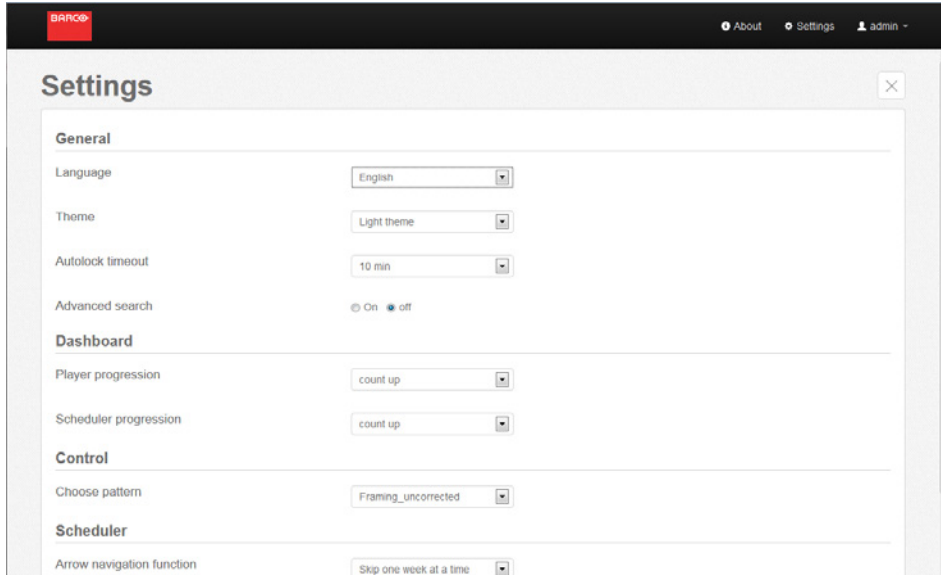 BARCO
About Settings admin
Settings
General
Language English
Theme Light theme
Autolock timeout 10 min
Advanced search On off
Dashboard
Player progression count up
Scheduler progression count up
Control
Choose pattern Framing_uncorrected
Scheduler
Arrow navigation function Skip one week at a time